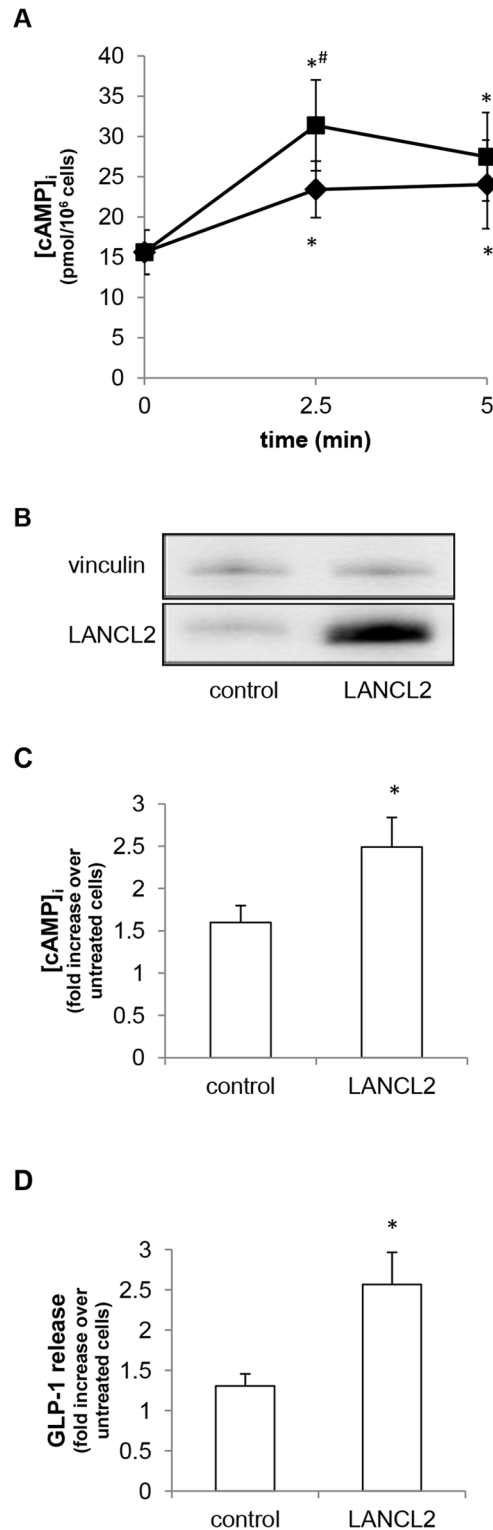 A
40
35
30
25
20
15
10
5
0
[cAMP]i
(pmol/10⁶ cells)
*#
*
*
*
0 2.5 5
time (min)
B
vinculin
LANCL2
control LANCL2
C
3
2.5
2
1.5
1
0.5
0
[cAMP]i
(fold increase over
untreated cells)
*
control LANCL2
D
3
2.5
2
1.5
1
0.5
0
GLP-1 release
(fold increase over
untreated cells)
*
control LANCL2